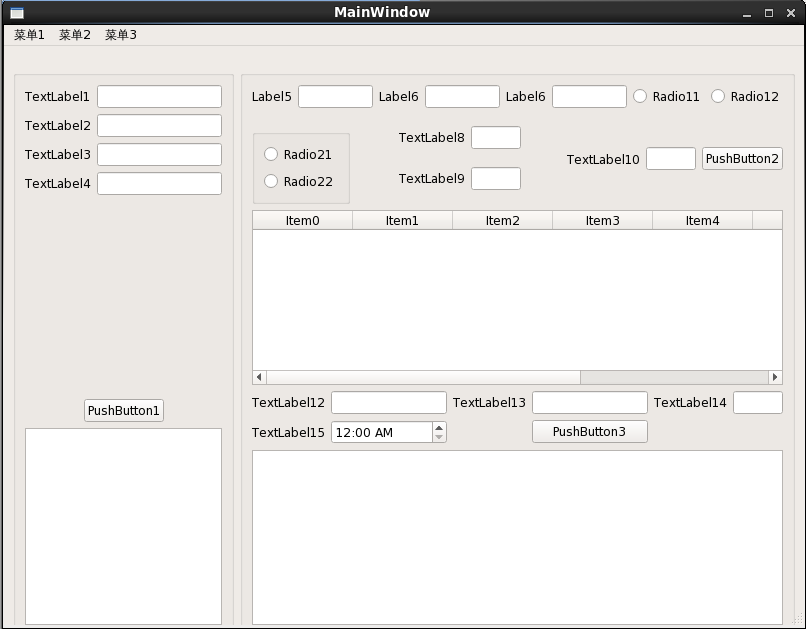 MainWindow
菜单1 菜单2 菜单3
TextLabel1
TextLabel2
TextLabel3
TextLabel4
PushButton1
Label5 Label6 Label6 Radio11 Radio12
TextLabel8
Radio21
TextLabel10 PushButton2
Radio22
TextLabel9
Item0 Item1 Item2 Item3 Item4
TextLabel12 TextLabel13 TextLabel14
TextLabel15 12:00 AM PushButton3